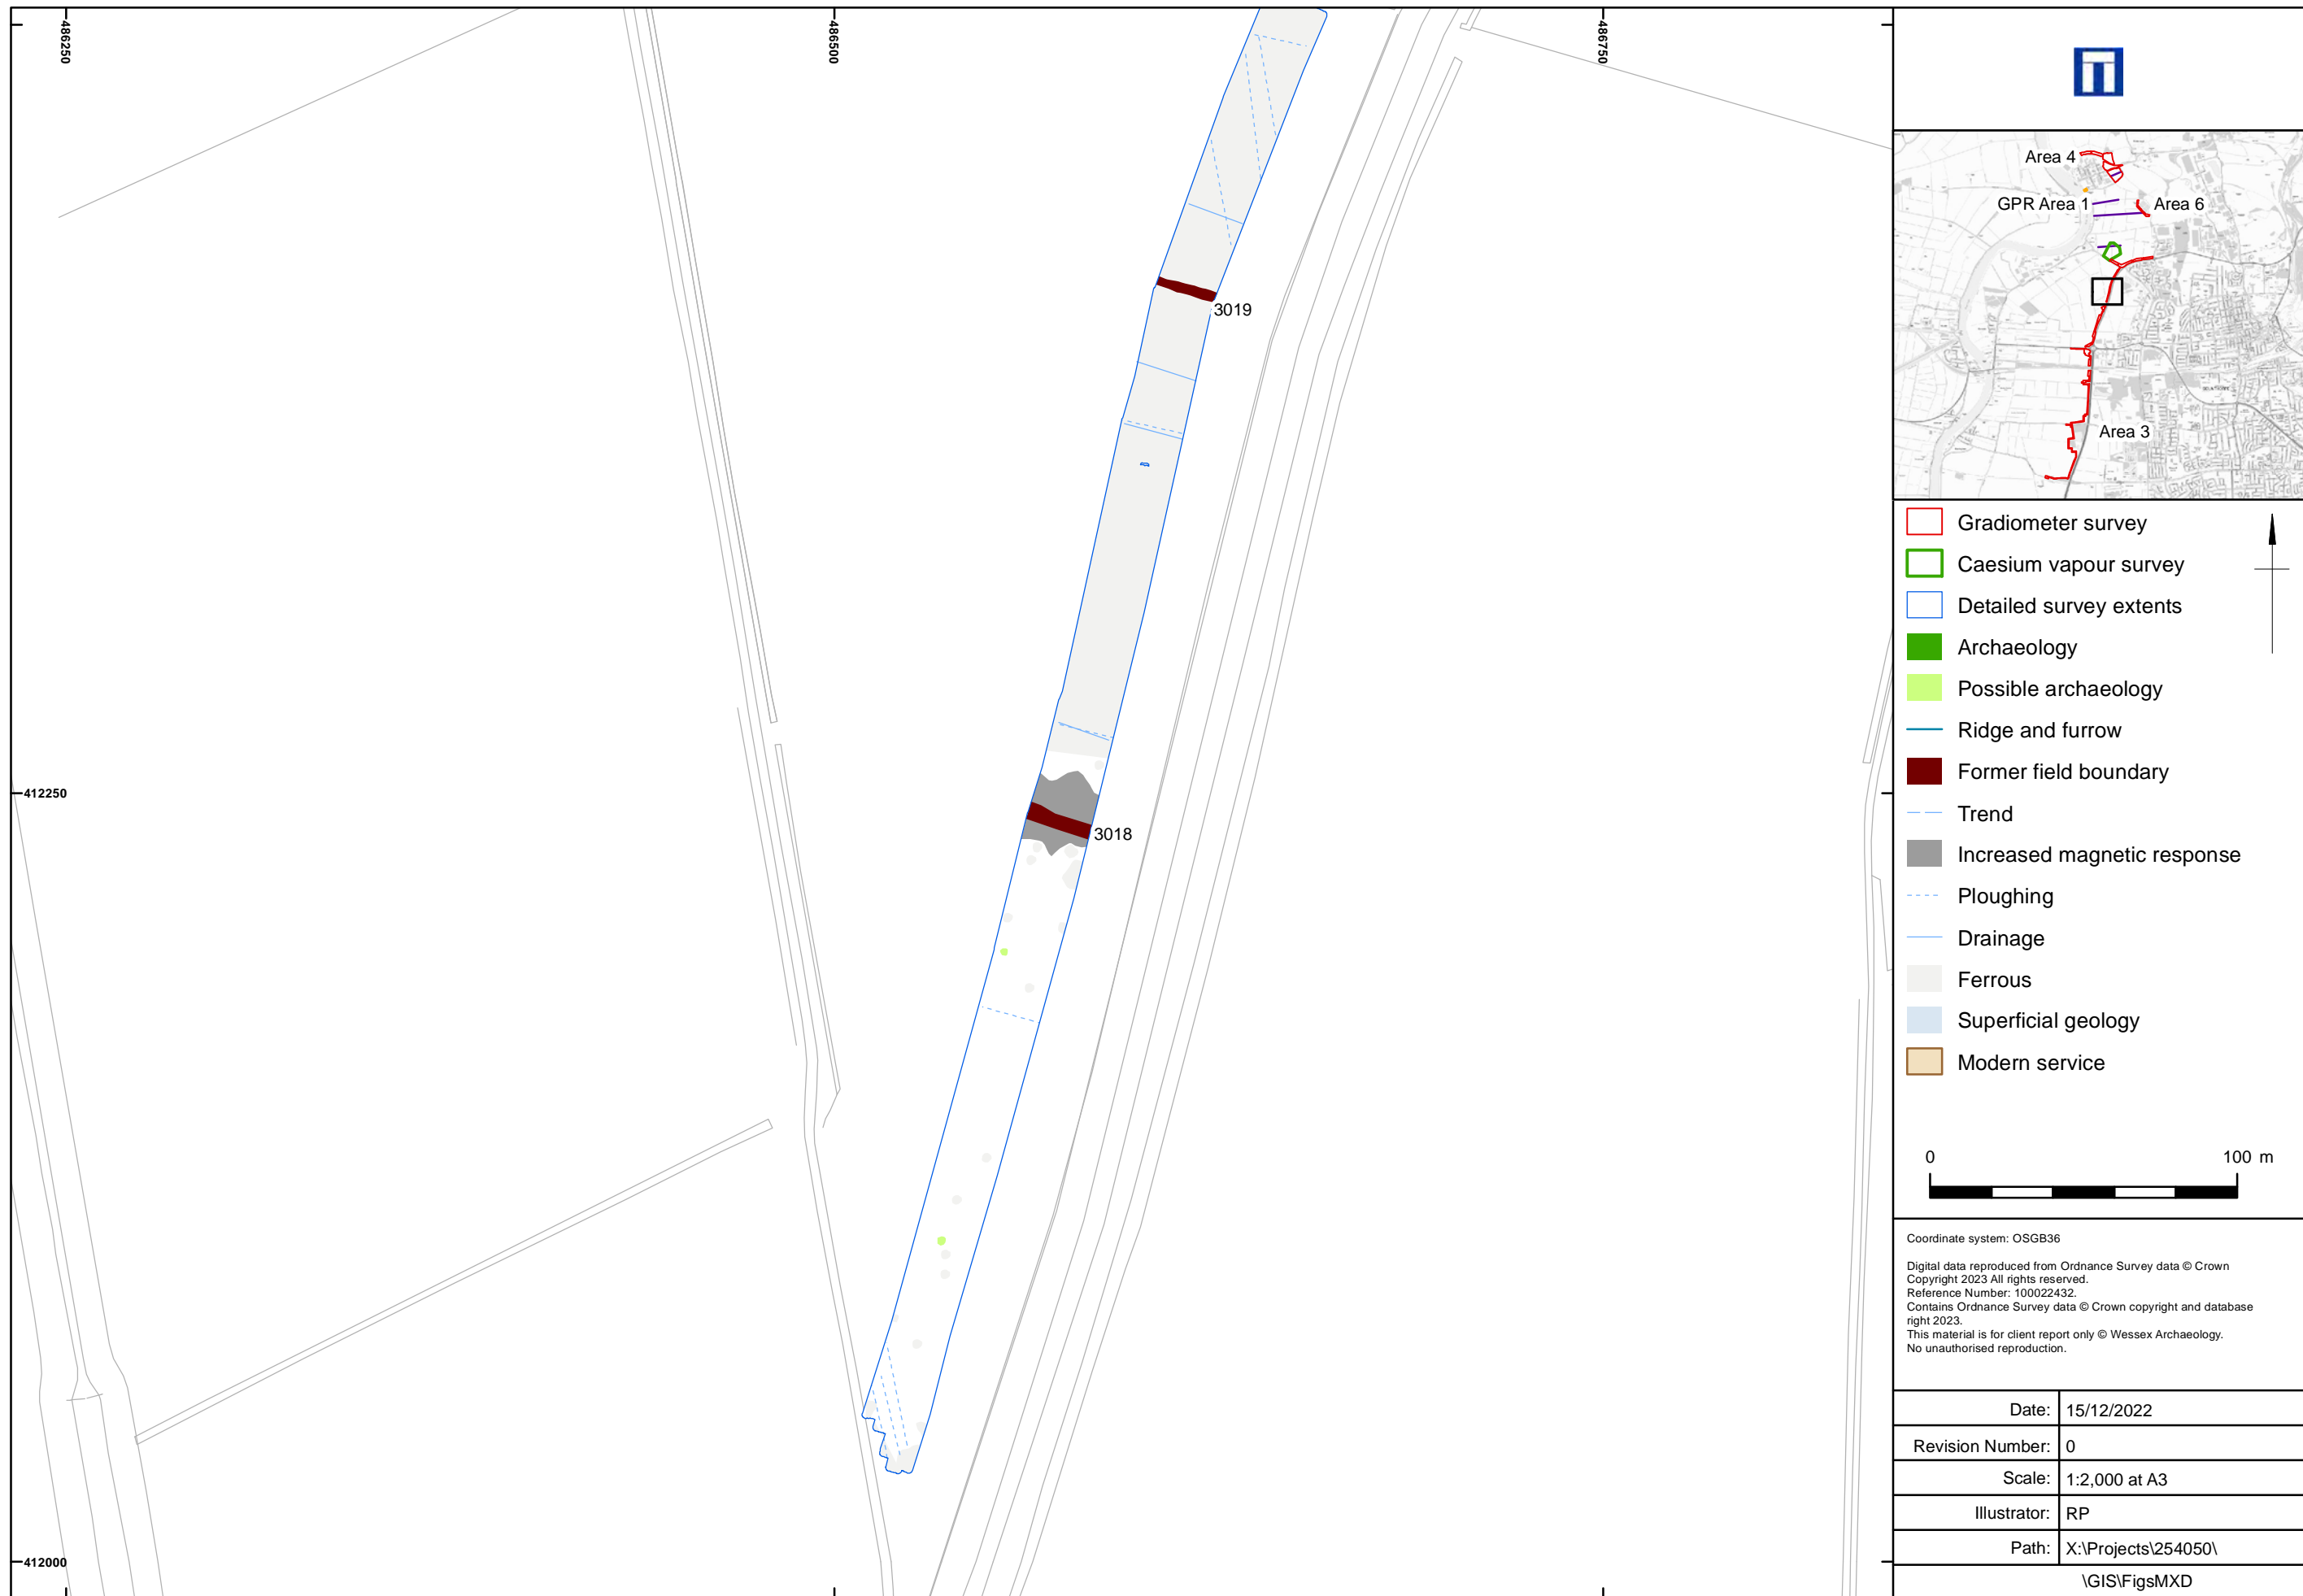 486250
486500
486750
3019
412250
3018
412000
Area 4
GPR Area 1
Area 6
Area 3
Gradiometer survey
Caesium vapour survey
Detailed survey extents
Archaeology
Possible archaeology
Ridge and furrow
Former field boundary
Trend
Increased magnetic response
Ploughing
Drainage
Ferrous
Superficial geology
Modern service
0 100 m
Coordinate system: OSGB36
Digital data reproduced from Ordnance Survey data © Crown
Copyright 2023 All rights reserved.
Reference Number: 100022432.
Contains Ordnance Survey data © Crown copyright and database
right 2023.
This material is for client report only © Wessex Archaeology.
No unauthorised reproduction.
Date: 15/12/2022
Revision Number: 0
Scale: 1:2,000 at A3
Illustrator: RP
Path: X:\Projects\254050\
\GIS\FigsMXD